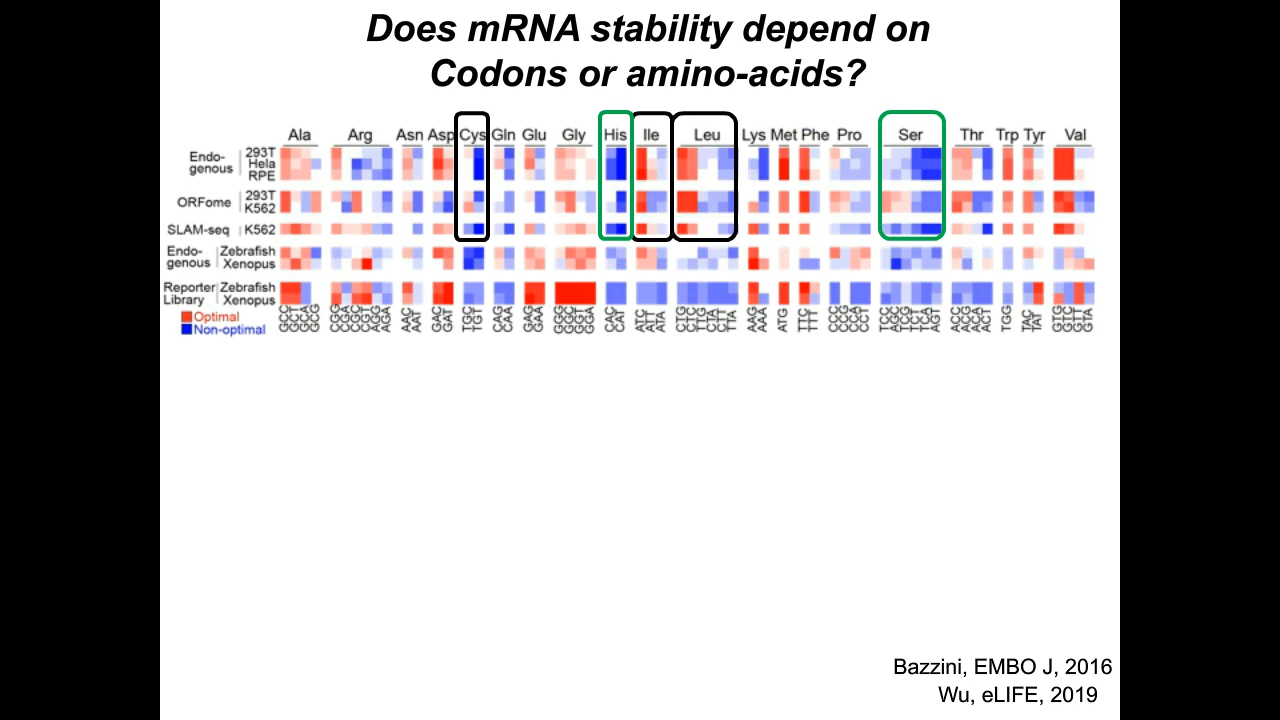 Does mRNA stability depend on
Codons or amino-acids?
Ala Arg Asn Asp Cys Gln Glu Gly His Ile Leu Lys Met Phe Pro Ser Thr Trp Tyr Val
Endo-
genous
293T
Hela
RPE
ORFome
293T
K562
SLAM-seq K562
Endo-
genous
Zebrafish
Xenopus
Reporter
Library
Zebrafish
Xenopus
Optimal
Non-optimal
GCC GCT GCA GCG CGG CGA CGC CGT AGG AGA AAC AAT GAC GAT TGC TGT CAG CAA GAG GAA GGG GGC GGT GGA CAC CAT ATC ATT ATA CTG CTC TTG CTA CTT TTA AAG AAA ATG TTC TTT CCC CCG CCA CCT TCC AGC TCG TCT TCA AGT ACC ACG ACA ACT TGG TAC TAT GTG GTC GTT GTA
Bazzini, EMBO J, 2016
Wu, eLIFE, 2019